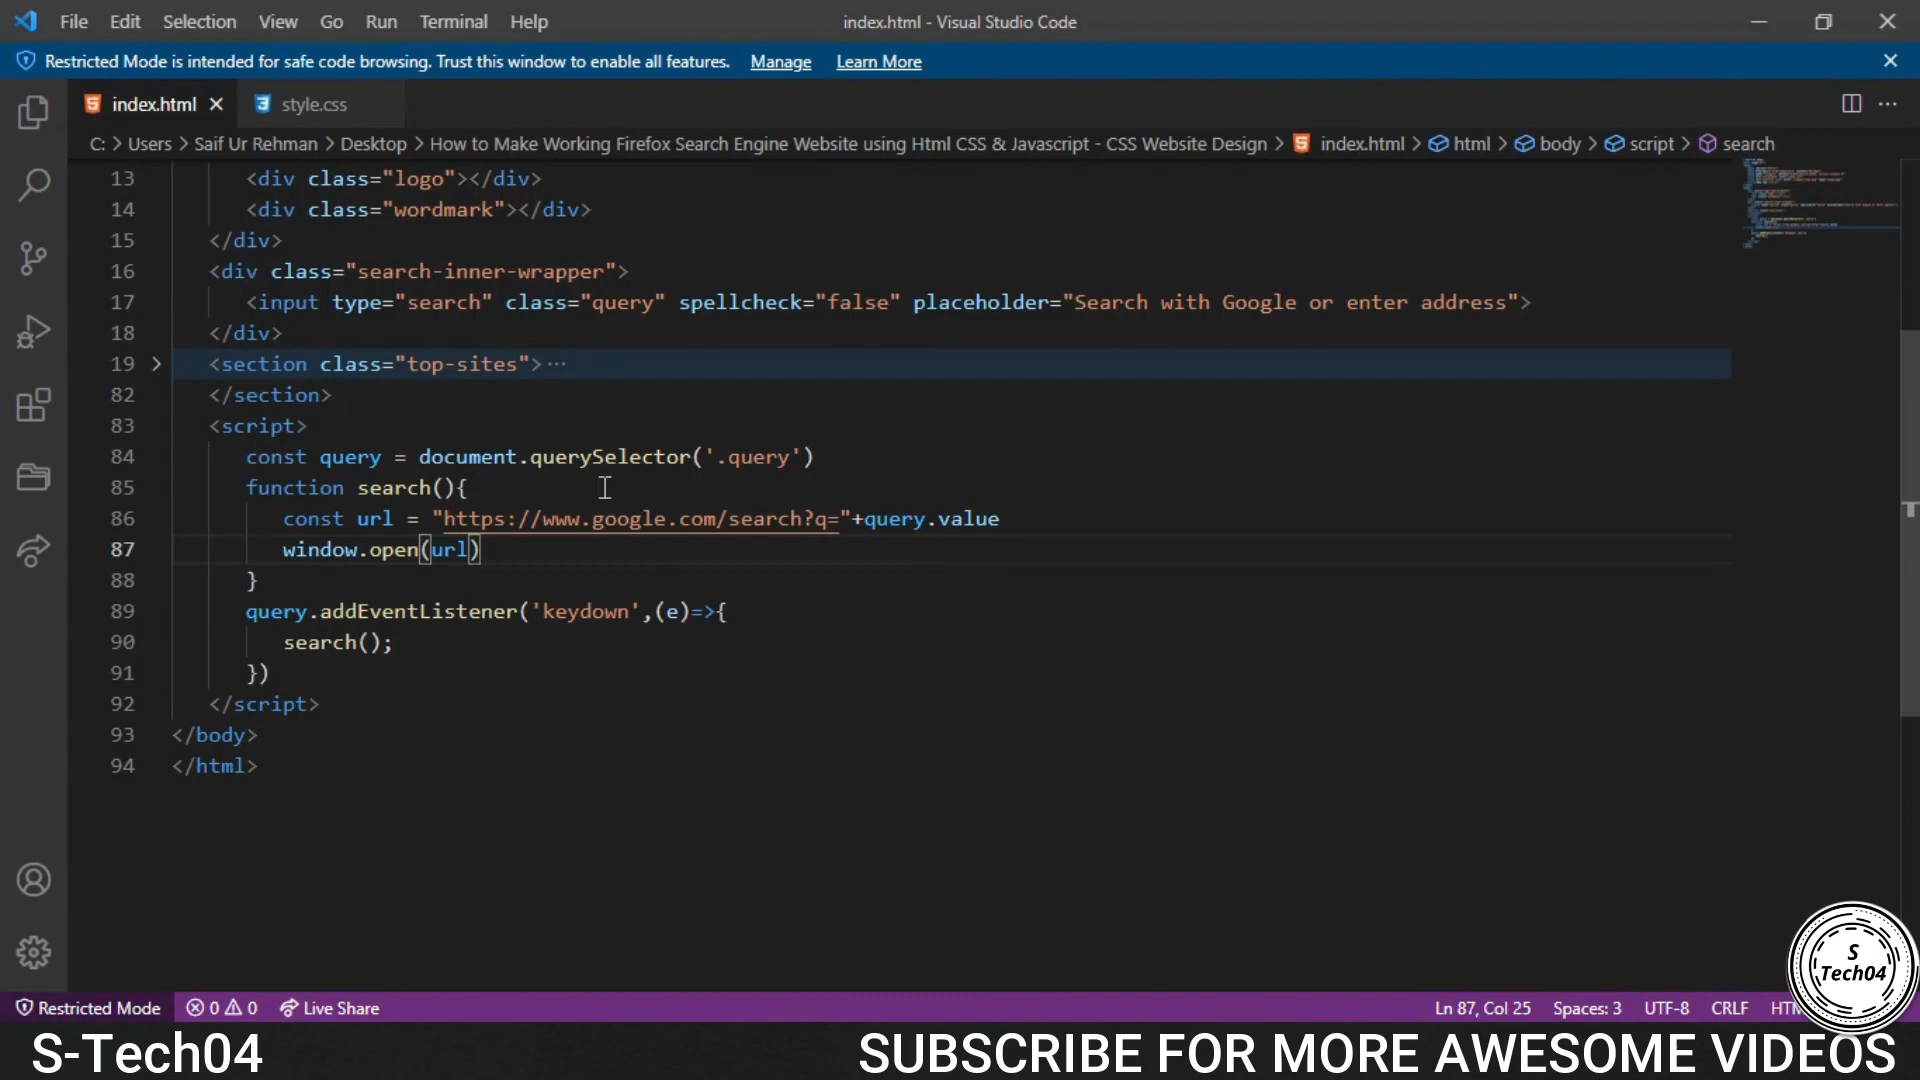 File Edit Selection View Go Run Terminal Help index.html - Visual Studio Code
Restricted Mode is intended for safe code browsing. Trust this window to enable all features. Manage Learn More
index.html style.css
C: > Users > Saif Ur Rehman > Desktop > How to Make Working Firefox Search Engine Website using Html CSS & Javascript - CSS Website Design > index.html > html > body > script > search
13 <div class="logo"></div>
14 <div class="wordmark"></div>
15 </div>
16 <div class="search-inner-wrapper">
17 <input type="search" class="query" spellcheck="false" placeholder="Search with Google or enter address">
18 </div>
19 <section class="top-sites"> ···
82 </section>
83 <script>
84 const query = document.querySelector('.query')
85 function search(){
86 const url = "https://www.google.com/search?q="+query.value
87 window.open(url)
88 }
89 query.addEventListener('keydown',(e)=>{
90 search();
91 })
92 </script>
93 </body>
94 </html>
S
Tech04
Restricted Mode 0 0 Live Share Ln 87, Col 25 Spaces: 3 UTF-8 CRLF
S-Tech04 SUBSCRIBE FOR MORE AWESOME VIDEOS